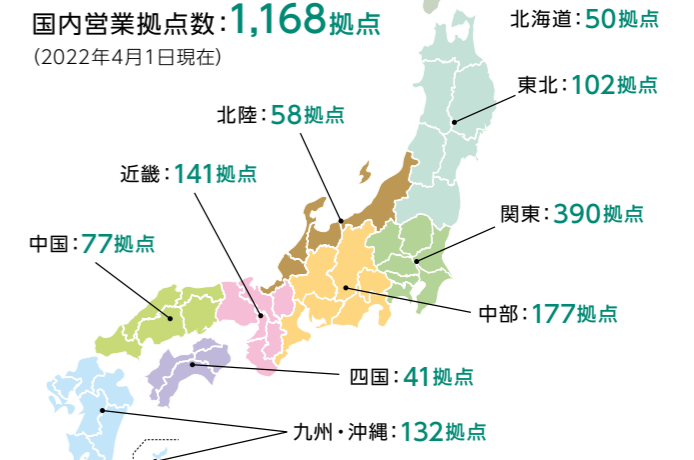 国内営業拠点数：1,168拠点
（2022年4月1日現在）
北海道：50拠点
東北：102拠点
北陸：58拠点
近畿：141拠点
関東：390拠点
中国：77拠点
中部：177拠点
四国：41拠点
九州・沖縄：132拠点